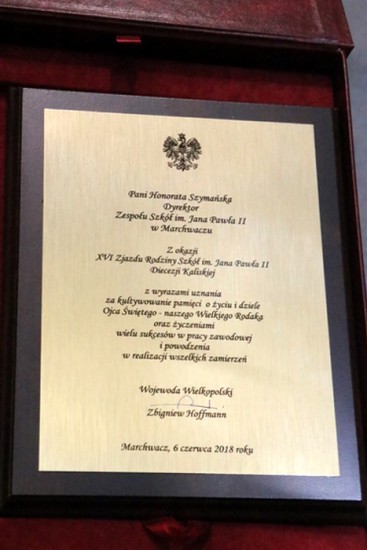 Pani Honorata Szymańska
Dyrektor
Zespołu Szkół im. Jana Pawła II
w Marchwaczu
Z okazji
XVI Zjazdu Rodziny Szkół im. Jana Pawła II
Diecezji Kaliskiej
z wyrazami uznania
za kultywowanie pamięci o życiu i dziele
Ojca Świętego - naszego Wielkiego Rodaka
oraz życzeniami
wielu sukcesów w pracy zawodowej
i powodzenia
w realizacji wszelkich zamierzeń
Wojewoda Wielkopolski
Zbigniew Hoffmann
Marchwacz, 6 czerwca 2018 roku